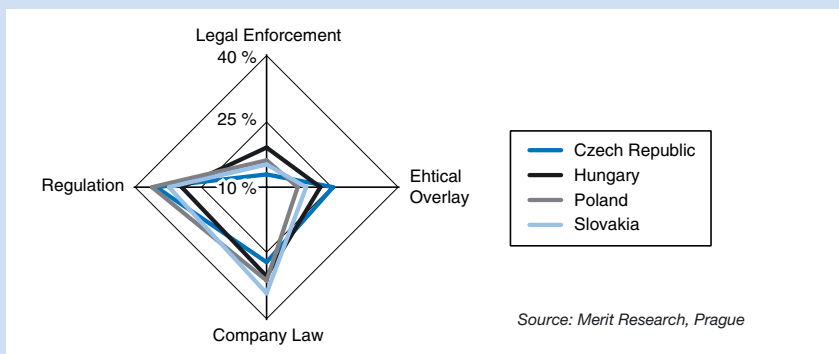 Legal Enforcement
40 %
25 %
10 %
Regulation
Ehtical
Overlay
Company Law
Czech Republic
Hungary
Poland
Slovakia
Source: Merit Research, Prague